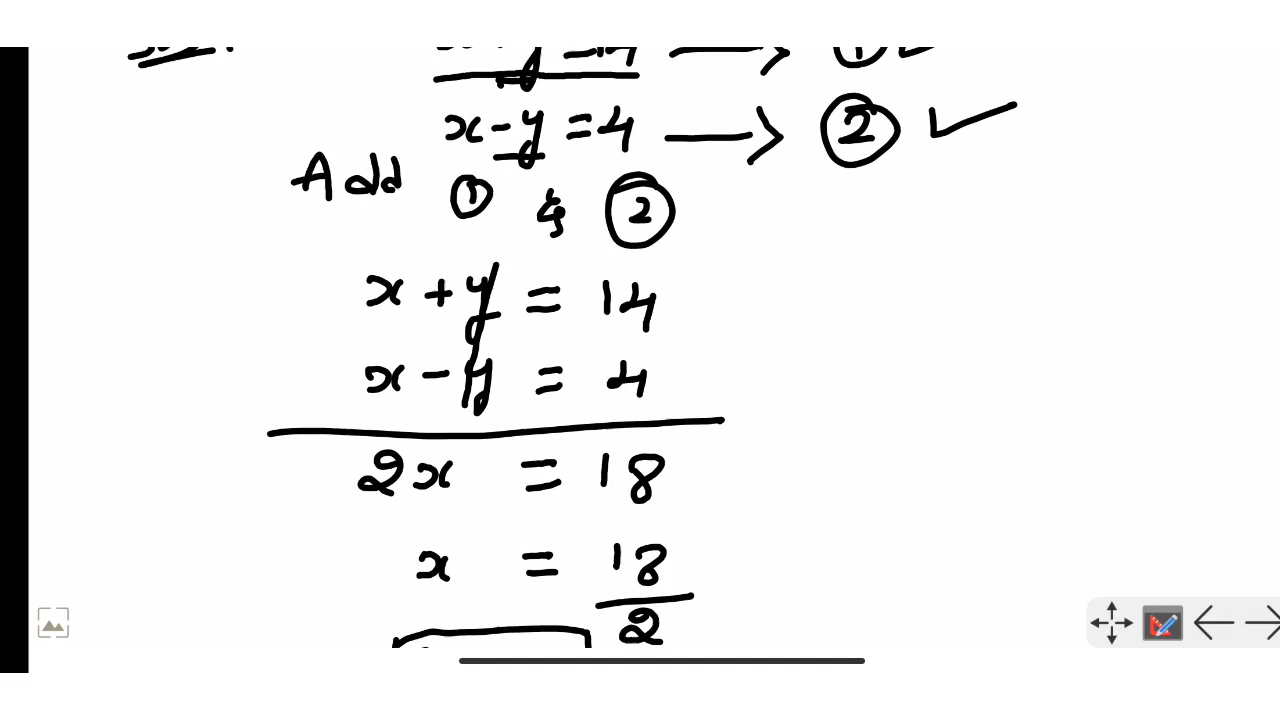 x - y = 4 → ②
Add ① & ②
x + y = 14
x - y = 4
2x = 18
x = 18/2